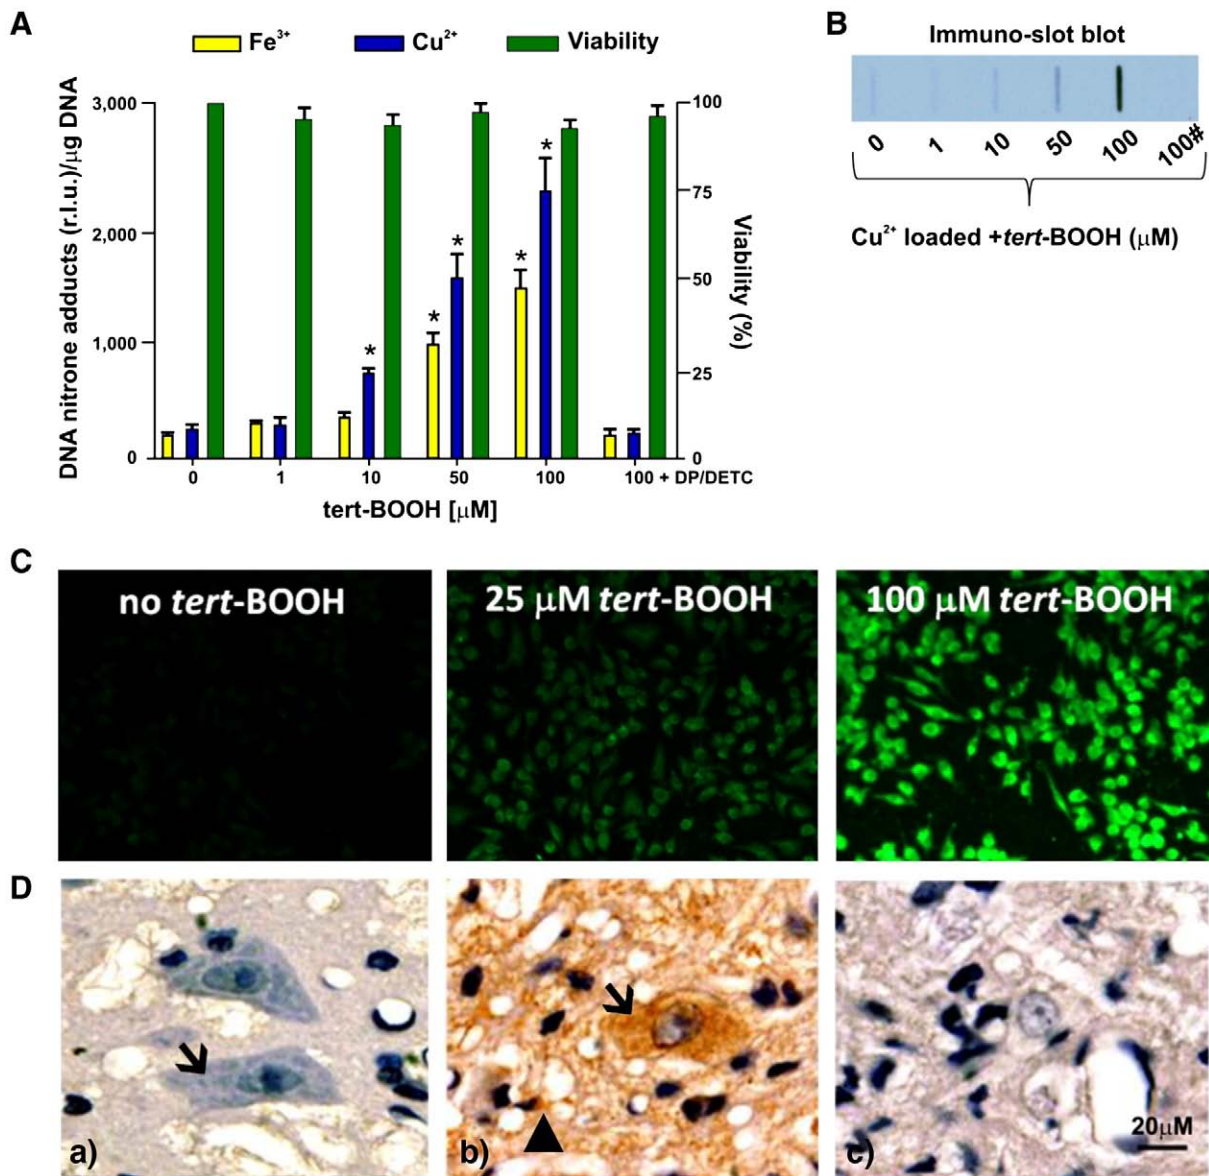 A
Fe³⁺ Cu²⁺ Viability
DNA nitrone adducts (r.l.u.)/μg DNA
3,000
2,000
1,000
0
100
75
50
25
0
Viability (%)
* * * * *
0 1 10 50 100 100 + DP/DETC
tert-BOOH [μM]
B
Immuno-slot blot
0 1 10 50 100 100#
Cu²⁺ loaded +tert-BOOH (μM)
C
no tert-BOOH
25 μM tert-BOOH
100 μM tert-BOOH
D
a)
b)
c)
20μM